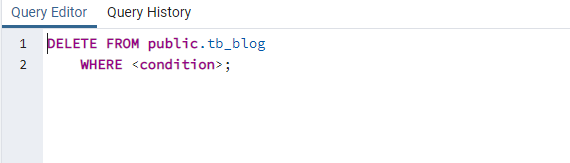 Query Editor Query History
1 DELETE FROM public.tb_blog
2 WHERE <condition>;